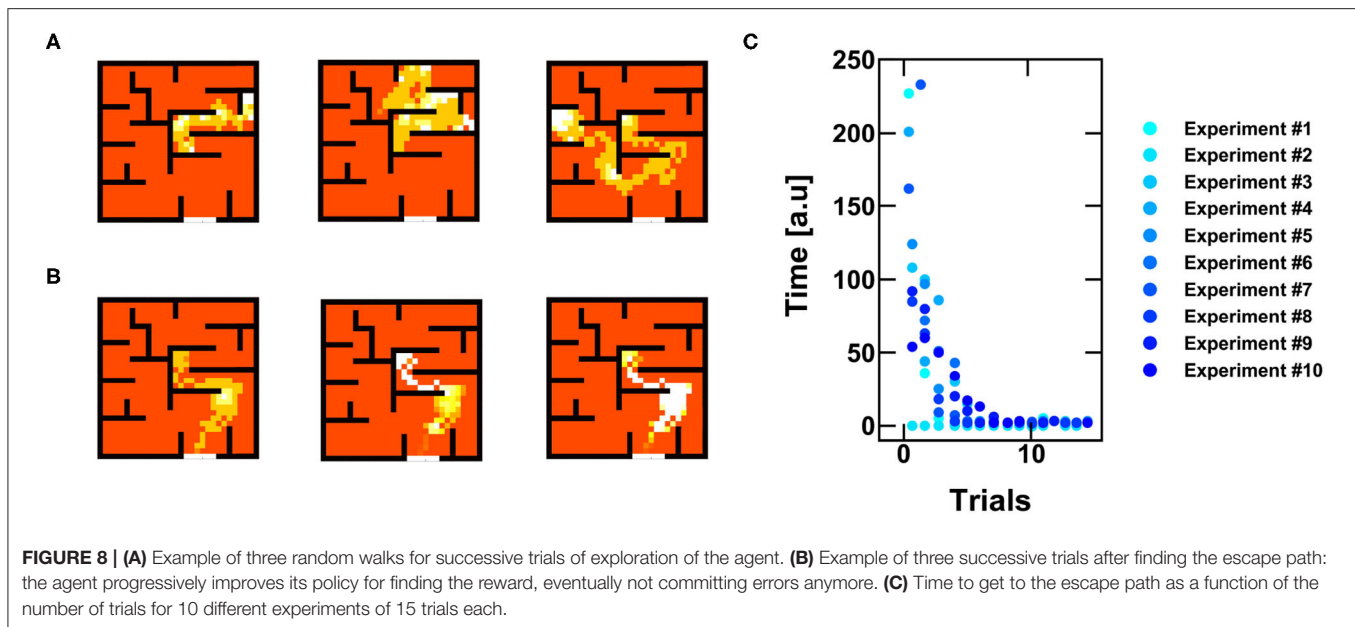 A
B
C
250
200
150
100
50
0
Time [a.u]
0
10
Trials
Experiment #1
Experiment #2
Experiment #3
Experiment #4
Experiment #5
Experiment #6
Experiment #7
Experiment #8
Experiment #9
Experiment #10
FIGURE 8 | (A) Example of three random walks for successive trials of exploration of the agent. (B) Example of three successive trials after finding the escape path:
the agent progressively improves its policy for finding the reward, eventually not committing errors anymore. (C) Time to get to the escape path as a function of the
number of trials for 10 different experiments of 15 trials each.